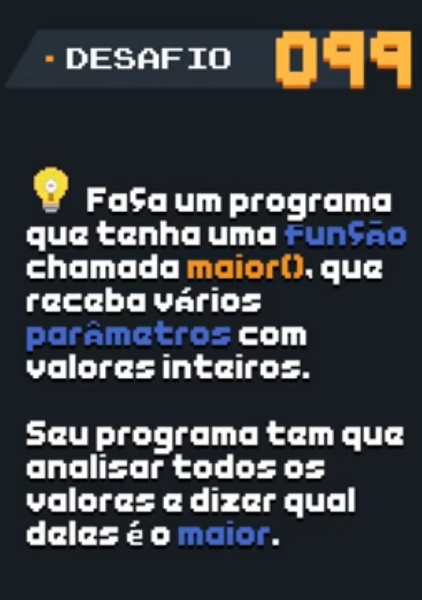 · DESAFIO 099
Faça um programa
que tenha uma função
chamada maior(), que
receba vários
parâmetros com
valores inteiros.
Seu programa tem que
analisar todos os
valores e dizer qual
deles é o maior.